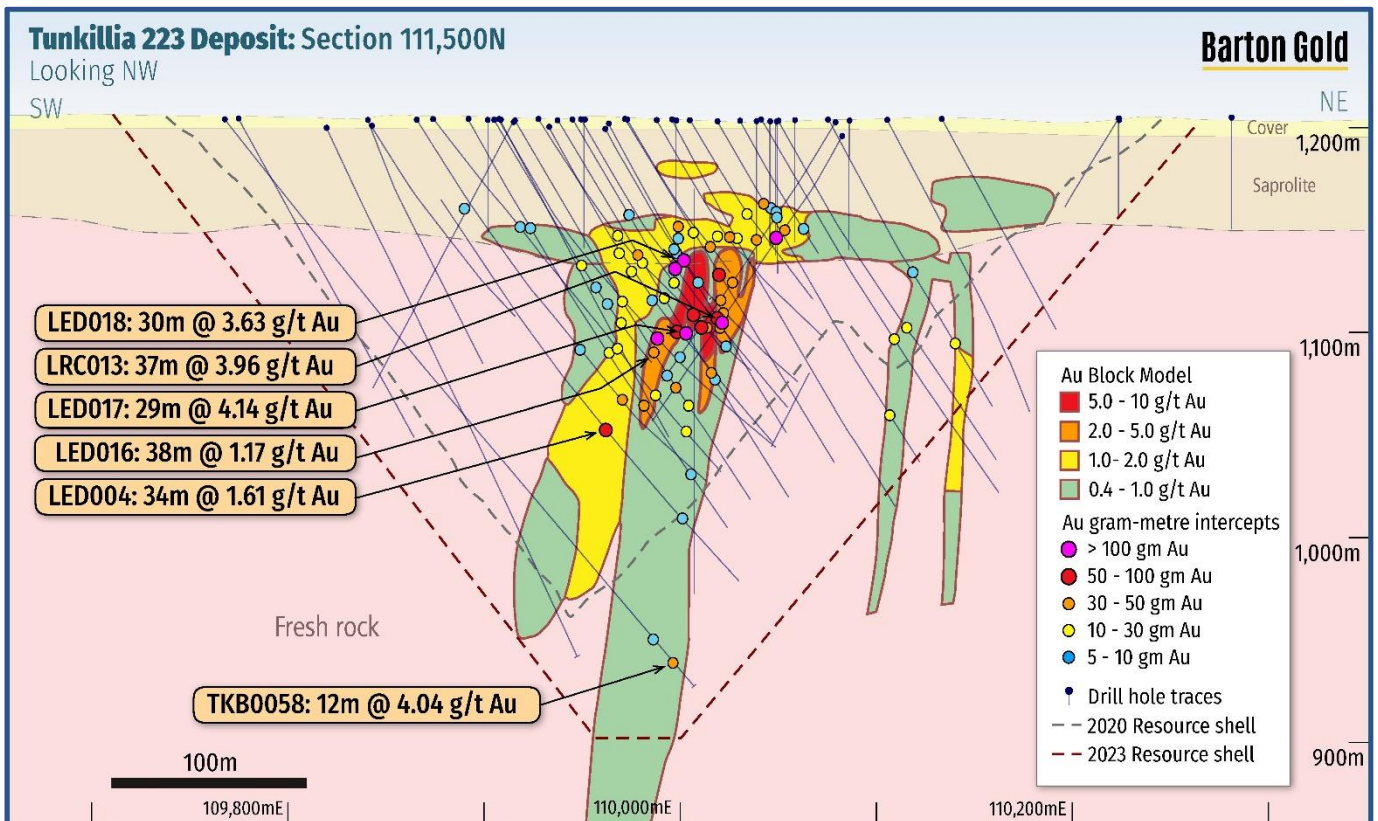 Tunkillia 223 Deposit: Section 111,500N
Looking NW
SW
Barton Gold
NE
Cover
1,200m
Saprolite
LED018: 30m @ 3.63 g/t Au
LRC013: 37m @ 3.96 g/t Au
LED017: 29m @ 4.14 g/t Au
LED016: 38m @ 1.17 g/t Au
LED004: 34m @ 1.61 g/t Au
1,100m
Au Block Model
5.0 - 10 g/t Au
2.0 - 5.0 g/t Au
1.0- 2.0 g/t Au
0.4 - 1.0 g/t Au
Au gram-metre intercepts
> 100 gm Au
50 - 100 gm Au
30 - 50 gm Au
10 - 30 gm Au
5 - 10 gm Au
Drill hole traces
2020 Resource shell
2023 Resource shell
1,000m
Fresh rock
TKB0058: 12m @ 4.04 g/t Au
900m
100m
109,800mE
110,000mE
110,200mE